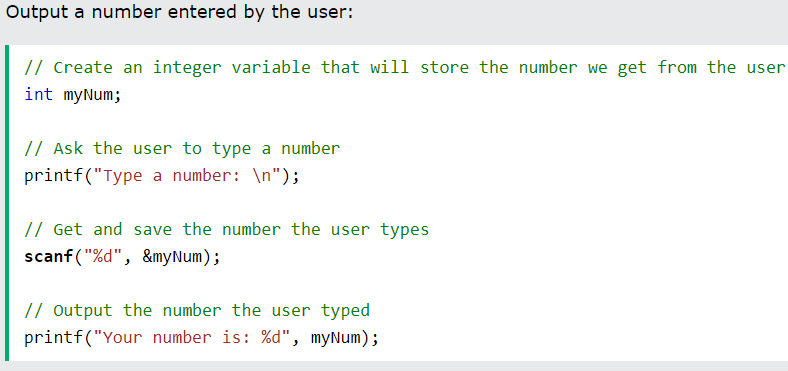 Output a number entered by the user:
// Create an integer variable that will store the number we get from the user
int myNum;
// Ask the user to type a number
printf("Type a number: \n");
// Get and save the number the user types
scanf("%d", &myNum);
// Output the number the user typed
printf("Your number is: %d", myNum);